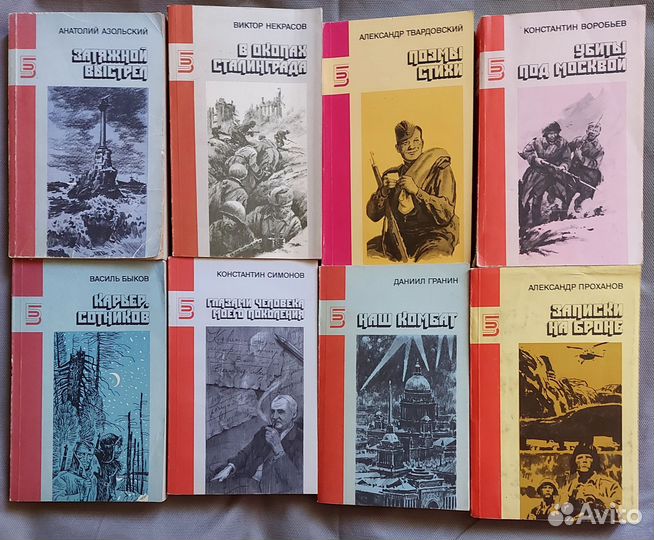 АНАТОЛИЙ АЗОЛЬСКИЙ
ЗАТЯЖНОЙ
ВЫСТРЕЛ
Б
ВИКТОР НЕКРАСОВ
В ОКОПАХ
СТАЛИНГРАДА
Б
АЛЕКСАНДР ТВАРДОВСКИЙ
ПОЭМЫ
СТИХИ
Б
КОНСТАНТИН ВОРОБЬЕВ
УБИТЫ
ПОД МОСКВОЙ
Б
ВАСИЛЬ БЫКОВ
КАРЬЕР
СОТНИКОВ
Б
КОНСТАНТИН СИМОНОВ
ГЛАЗАМИ ЧЕЛОВЕКА
МОЕГО ПОКОЛЕНИЯ
Б
ДАНИИЛ ГРАНИН
НАШ КОМБАТ
Б
АЛЕКСАНДР ПРОХАНОВ
ЗАПИСКИ
НА БРОНЕ
Б
Avito